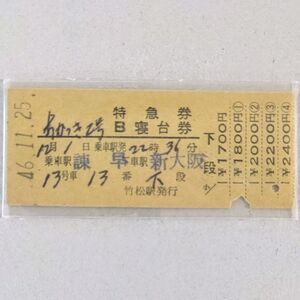 46.11.25.
特急券
B寝台券
あかつき2号
12月1日 乗車駅発22時36分
乗車駅 諫早 新大阪
13号車 13番 下段
竹松駅発行
下段
¥1700円
¥1800円①
¥2000円②
¥2200円③
¥2400円④